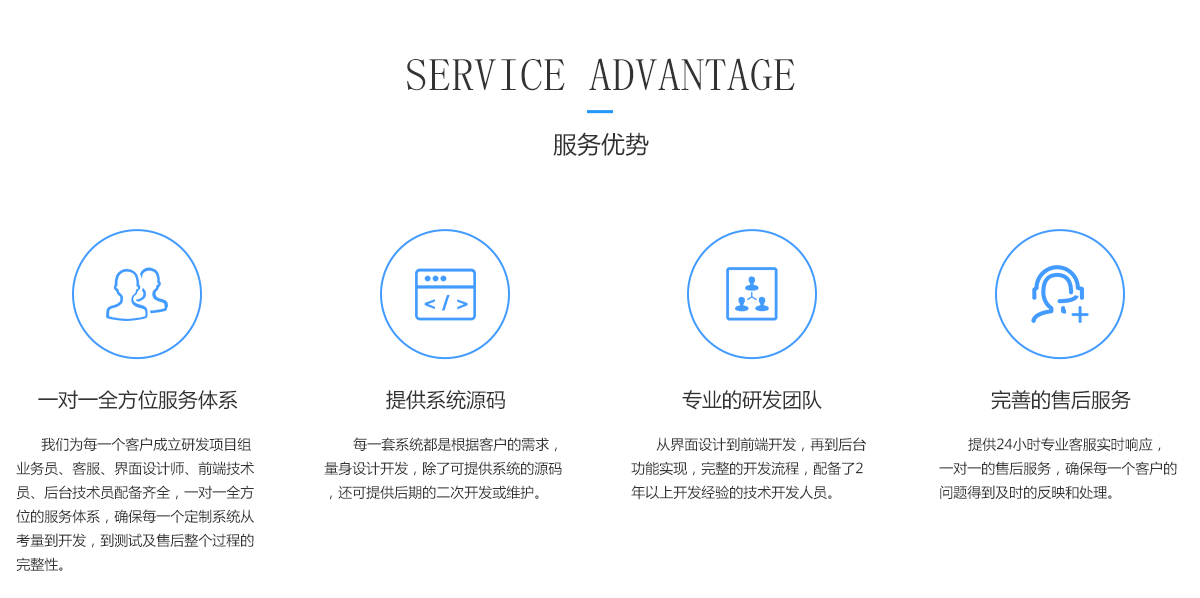 SERVICE ADVANTAGE
服务优势
一对一全方位服务体系
我们为每一个客户成立研发项目组
业务员、客服、界面设计师、前端技术
员、后台技术员配备齐全，一对一全方
位的服务体系，确保每一个定制系统从
考量到开发，到测试及售后整个过程的
完整性。
提供系统源码
每一套系统都是根据客户的需求，
量身设计开发，除了可提供系统的源码
，还可提供后期的二次开发或维护。
专业的研发团队
从界面设计到前端开发，再到后台
功能实现，完整的开发流程，配备了2
年以上开发经验的技术开发人员。
完善的售后服务
提供24小时专业客服实时响应，
一对一的售后服务，确保每一个客户的
问题得到及时的反映和处理。